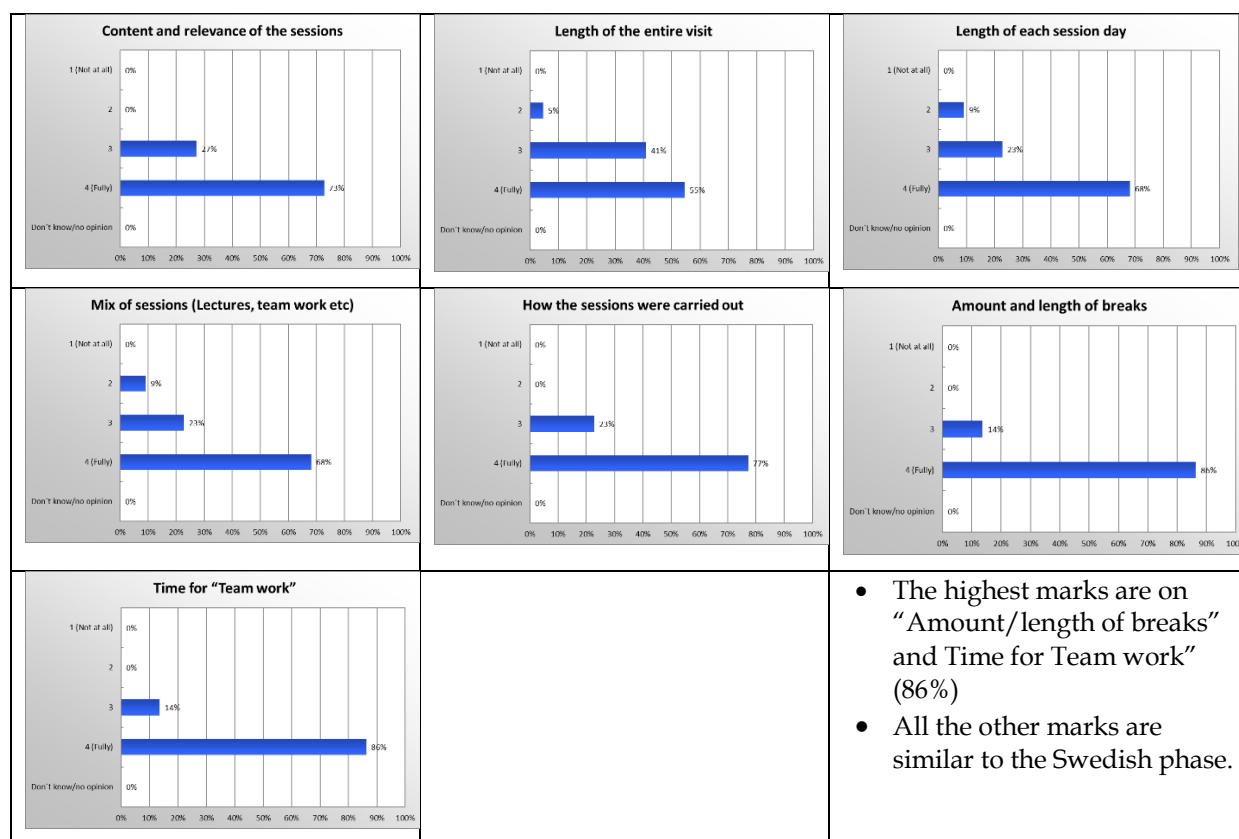 Content and relevance of the sessions
1 (Not at all) 0%
2 0%
3 27%
4 (Fully) 73%
Don´t know/no opinion 0%
0% 10% 20% 30% 40% 50% 60% 70% 80% 90% 100%
Length of the entire visit
1 (Not at all) 0%
2 5%
3 41%
4 (Fully) 55%
Don´t know/no opinion 0%
0% 10% 20% 30% 40% 50% 60% 70% 80% 90% 100%
Length of each session day
1 (Not at all) 0%
2 9%
3 23%
4 (Fully) 68%
Don´t know/no opinion 0%
0% 10% 20% 30% 40% 50% 60% 70% 80% 90% 100%
Mix of sessions (Lectures, team work etc)
1 (Not at all) 0%
2 9%
3 23%
4 (Fully) 68%
Don´t know/no opinion 0%
0% 10% 20% 30% 40% 50% 60% 70% 80% 90% 100%
How the sessions were carried out
1 (Not at all) 0%
2 0%
3 23%
4 (Fully) 77%
Don´t know/no opinion 0%
0% 10% 20% 30% 40% 50% 60% 70% 80% 90% 100%
Amount and length of breaks
1 (Not at all) 0%
2 0%
3 14%
4 (Fully) 86%
Don´t know/no opinion 0%
0% 10% 20% 30% 40% 50% 60% 70% 80% 90% 100
Time for “Team work”
1 (Not at all) 0%
2 0%
3 14%
4 (Fully) 86%
Don´t know/no opinion 0%
0% 10% 20% 30% 40% 50% 60% 70% 80% 90% 100%
• The highest marks are on
“Amount/length of breaks”
and Time for Team work”
(86%)
• All the other marks are
similar to the Swedish phase.